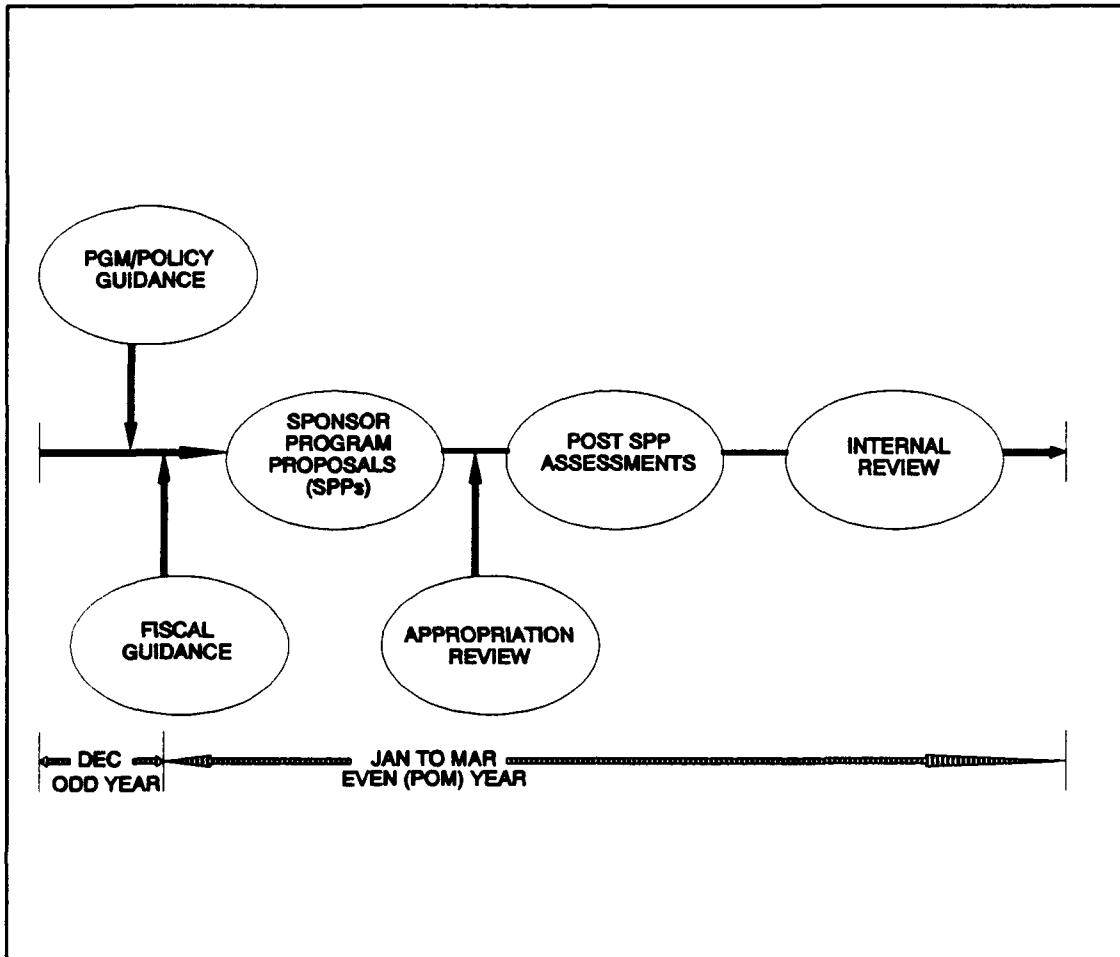 PGM/POLICY
GUIDANCE
SPONSOR
PROGRAM
PROPOSALS
(SPPs)
POST SPP
ASSESSMENTS
INTERNAL
REVIEW
FISCAL
GUIDANCE
APPROPRIATION
REVIEW
DEC
ODD YEAR
JAN TO MAR
EVEN (POM) YEAR